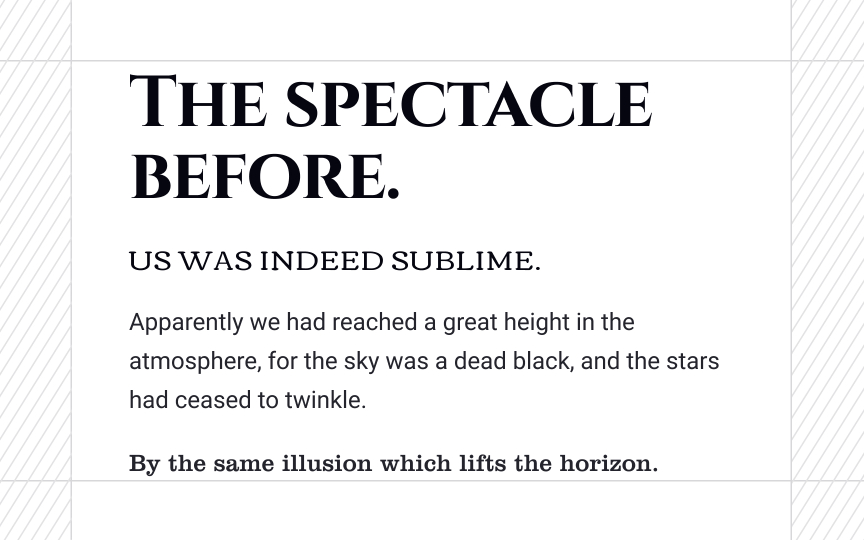 The spectacle
before.
US WAS INDEED SUBLIME.
Apparently we had reached a great height in the
atmosphere, for the sky was a dead black, and the stars
had ceased to twinkle.
By the same illusion which lifts the horizon.